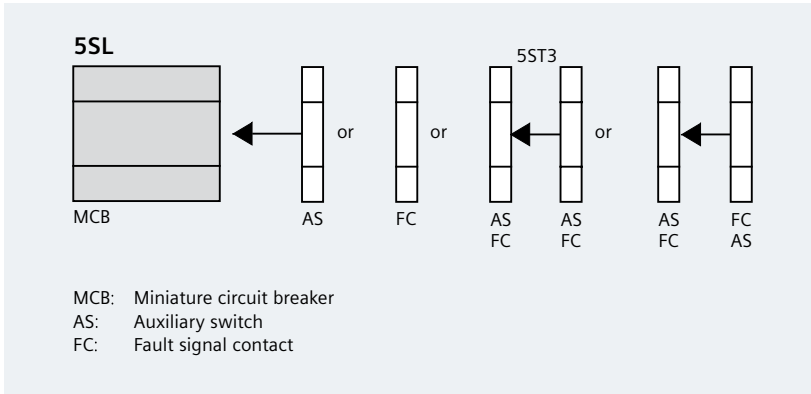 5SL
5ST3
or
or
or
MCB
AS
FC
AS
FC
AS
FC
AS
FC
FC
AS
MCB: Miniature circuit breaker
AS: Auxiliary switch
FC: Fault signal contact